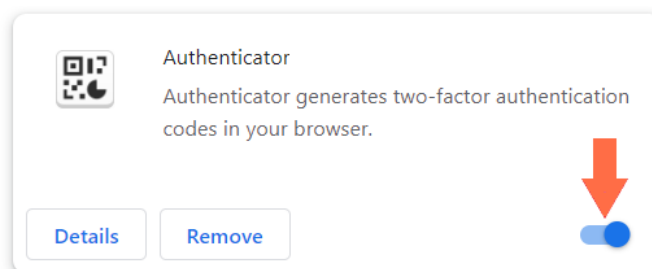 Authenticator
Authenticator generates two-factor authentication
codes in your browser.
Details
Remove